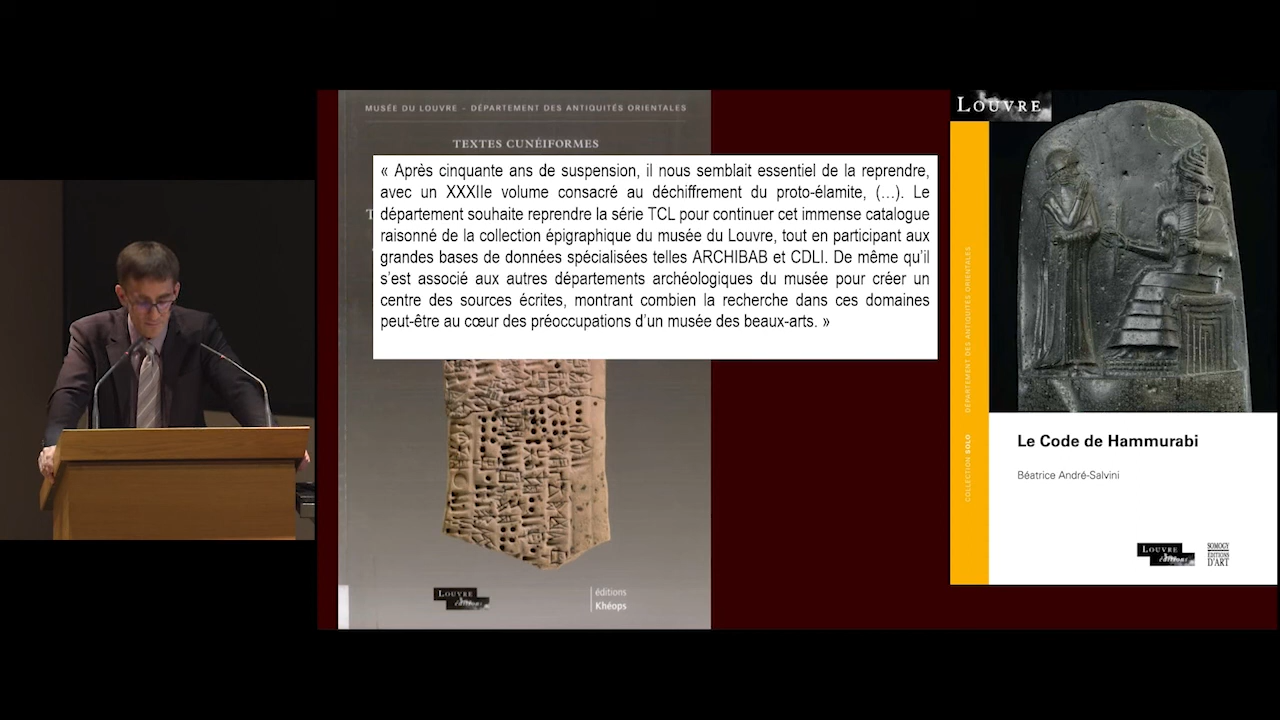 MUSÉE DU LOUVRE – DÉPARTEMENT DES ANTIQUITÉS ORIENTALES
TEXTES CUNÉIFORMES
« Après cinquante ans de suspension, il nous semblait essentiel de la reprendre,
avec un XXXIIe volume consacré au déchiffrement du proto-élamite, (…). Le
département souhaite reprendre la série TCL pour continuer cet immense catalogue
raisonné de la collection épigraphique du musée du Louvre, tout en participant aux
grandes bases de données spécialisées telles ARCHIBAB et CDLI. De même qu’il
s’est associé aux autres départements archéologiques du musée pour créer un
centre des sources écrites, montrant combien la recherche dans ces domaines
peut-être au cœur des préoccupations d’un musée des beaux-arts. »
LOUVRE
éditions
éditions
Khéops
LOUVRE
COLLECTION SOLO DÉPARTEMENT DES ANTIQUITÉS ORIENTALES
Le Code de Hammurabi
Béatrice André-Salvini
LOUVRE
éditions
SOMOGY
ÉDITIONS
D’ART